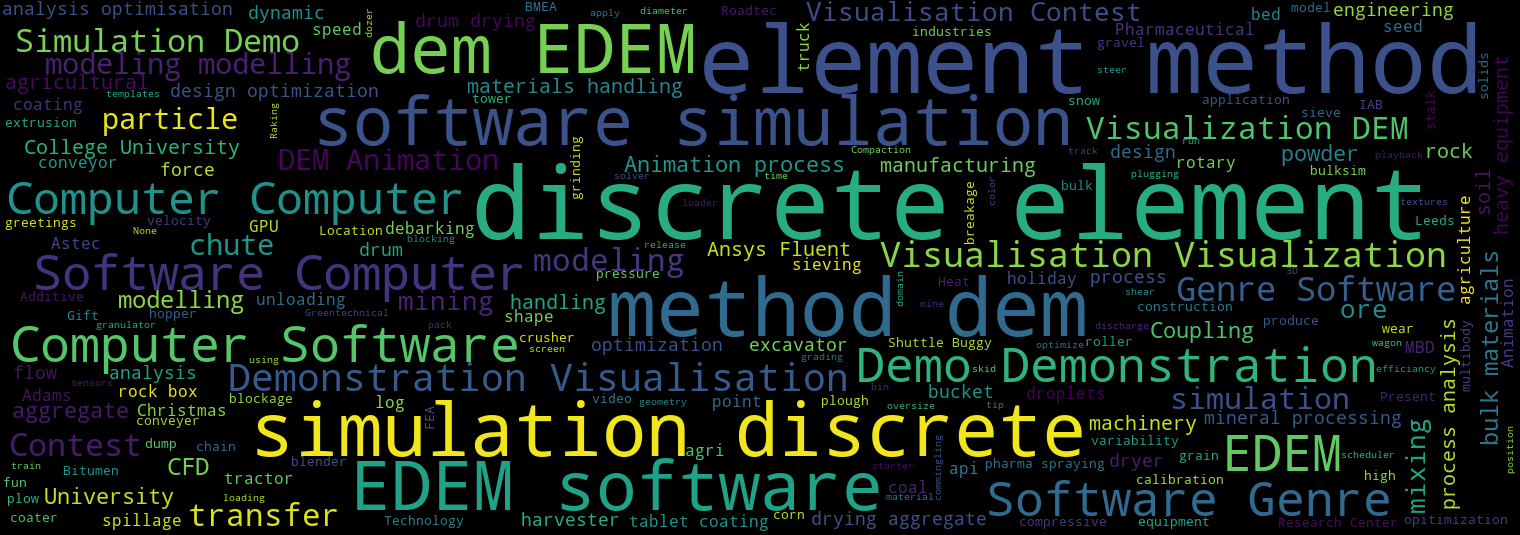 analysis optimisation
dynamic
BMEA
apply
diameter
Roadtec
Visualisation Contest
bed
model
engineering
Simulation Demo
speed
dozer
drum drying
dem EDEM
element method
truck
industries
Pharmaceutical
gravel
seed
modeling modelling
steer
solids
heavy equipment
agricultural
templates
design optimization
materials handling
tower
snow
application
IAB
stalk
coating
extrusion
particle
Raking
software simulation
sieve
Visualization DEM
College University
conveyor
force
DEM Animation
grinding
solver
Animation process
time
Compaction
manufacturing
track
run
design
plugging
rotary
powder
bulksim
playback
rock
Computer Computer
discrete element
loader
breakage
color
bulk
textures
Leeds
soil
agriculture
greetings
None
velocity
GPU
Location
debarking
blocking
Astec
chute
drum
release
Ansys Fluent
sieving
Visualisation Visualization
Software Computer
modeling
pressure
domain
Heat
holiday process
shear
3D
Genre Software
bulk materials
Animation
Additive
modelling
Gift
hopper
unloading
Greentechnical
mining
handling
shape
method dem
mine
construction
ore
granulator
pack
discharge
produce
Coupling
wear
Computer Software
using
crusher
screen
optimization
excavator
grading
Shuttle Buggy
optimize
roller
wagon
MBD
multibody
process analysis
flow
analysis
sensors
Demonstration Visualisation
Demo Demonstration
skid
efficiancy
Adams
rock box
blockage
log
FEA
video
geometry
point
plough
oversize
bin
bucket
tip
droplets
simulation
Present
aggregate
Christmas
conveyer
simulation discrete
machinery
mineral processing
Contest
dump
chain
agri
commingling
variability
EDEM
scheduler
mixing
position
train
Bitumen
CFD
blender
api
pharma spraying
dryer
grain
fun
tractor
EDEM software
starter
coal
calibration
high
plow
University
loading
material
Software Genre
coater
spillage
transfer
Technology
harvester
tablet coating
corn
drying aggregate
compressive
equipment
Research Center
opitimization